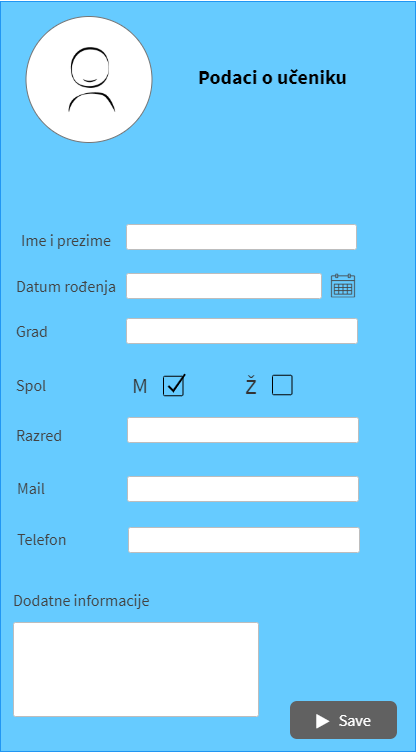 Podaci o učeniku
Ime i prezime
Datum rođenja
Grad
Spol M Ž
Razred
Mail
Telefon
Dodatne informacije
Save